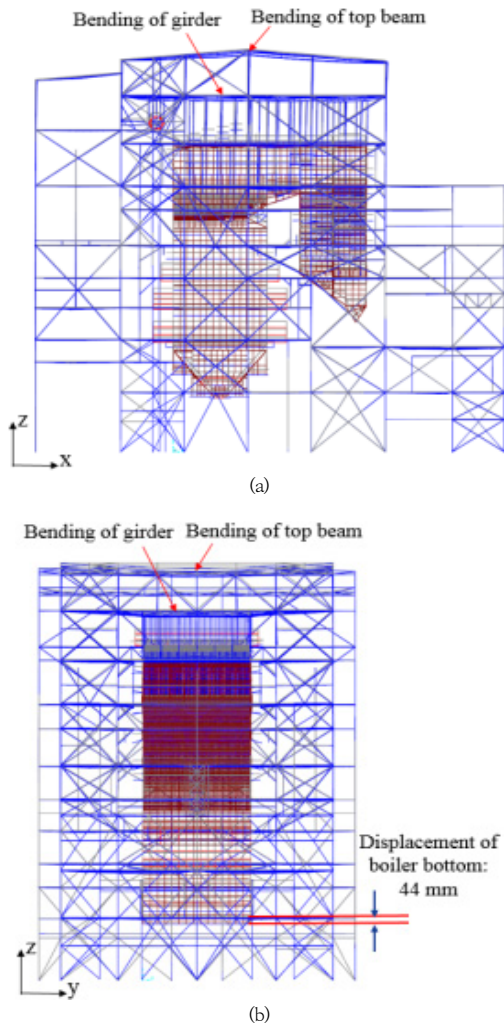 Bending of top beam
Bending of girder
z
x
(a)
Bending of girder Bending of top beam
Displacement of
boiler bottom:
44 mm
z
y
(b)